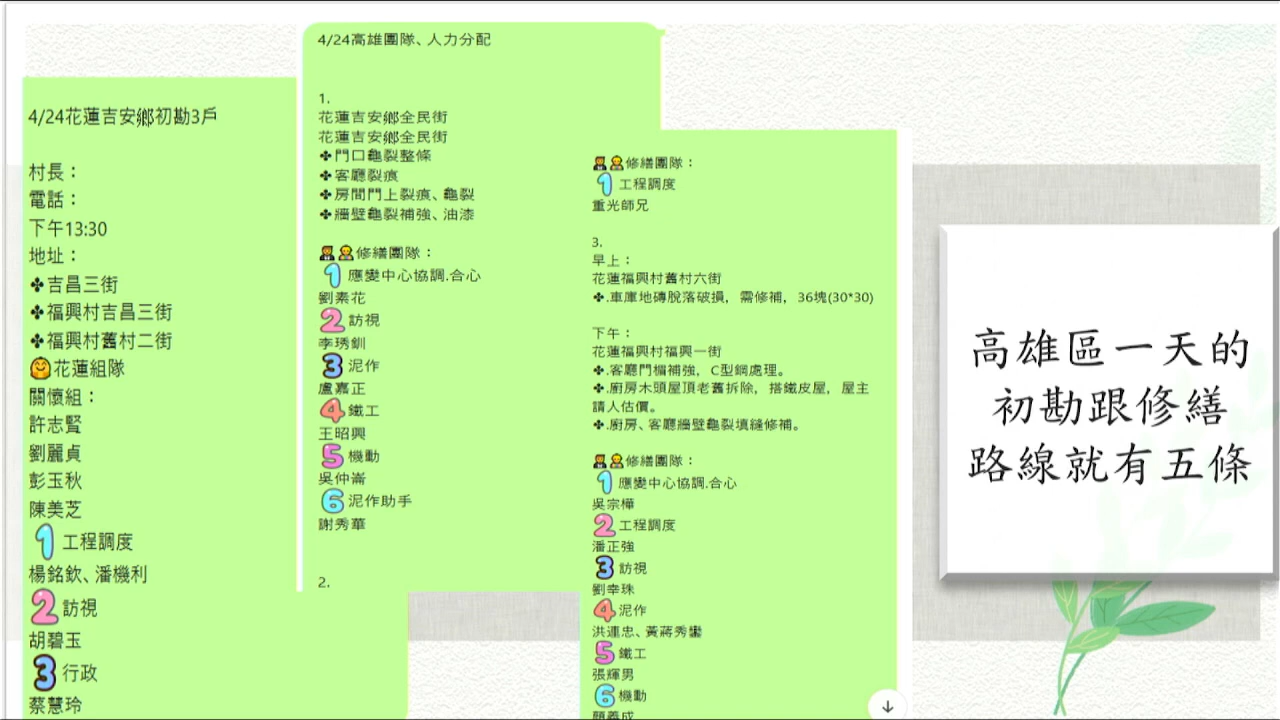 4/24花蓮吉安鄉初勘3戶
村長：
電話：
下午13:30
地址：
✤吉昌三街
✤福興村吉昌三街
✤福興村舊村二街
花蓮組隊
關懷組：
許志賢
劉麗貞
彭玉秋
陳美芝
1 工程調度
楊銘欽、潘機利
2 訪視
胡碧玉
3 行政
蔡慧玲
4/24高雄團隊、人力分配
1.
花蓮吉安鄉全民街
花蓮吉安鄉全民街
✤門口龜裂整條
✤客廳裂痕
✤房間門上裂痕、龜裂
✤牆壁龜裂補強、油漆
修繕團隊：
1 應變中心協調.合心
劉素花
2 訪視
李琇釧
3 泥作
盧嘉正
4 鐵工
王昭興
5 機動
吳仲崙
6 泥作助手
謝秀華
2.
修繕團隊：
1 工程調度
重光師兄
3.
早上：
花蓮福興村舊村六街
✤.車庫地磚脫落破損，需修補，36塊(30*30)
下午：
花蓮福興村福興一街
✤.客廳門楣補強，C型鋼處理。
✤.廚房木頭屋頂老舊拆除，搭鐵皮屋，屋主
請人估價。
✤.廚房、客廳牆壁龜裂填縫修補。
修繕團隊：
1 應變中心協調.合心
吳宗樺
2 工程調度
潘正強
3 訪視
劉幸珠
4 泥作
洪連忠、黃蔣秀鑾
5 鐵工
張輝男
6 機動
顏義成
高雄區一天的
初勘跟修繕
路線就有五條